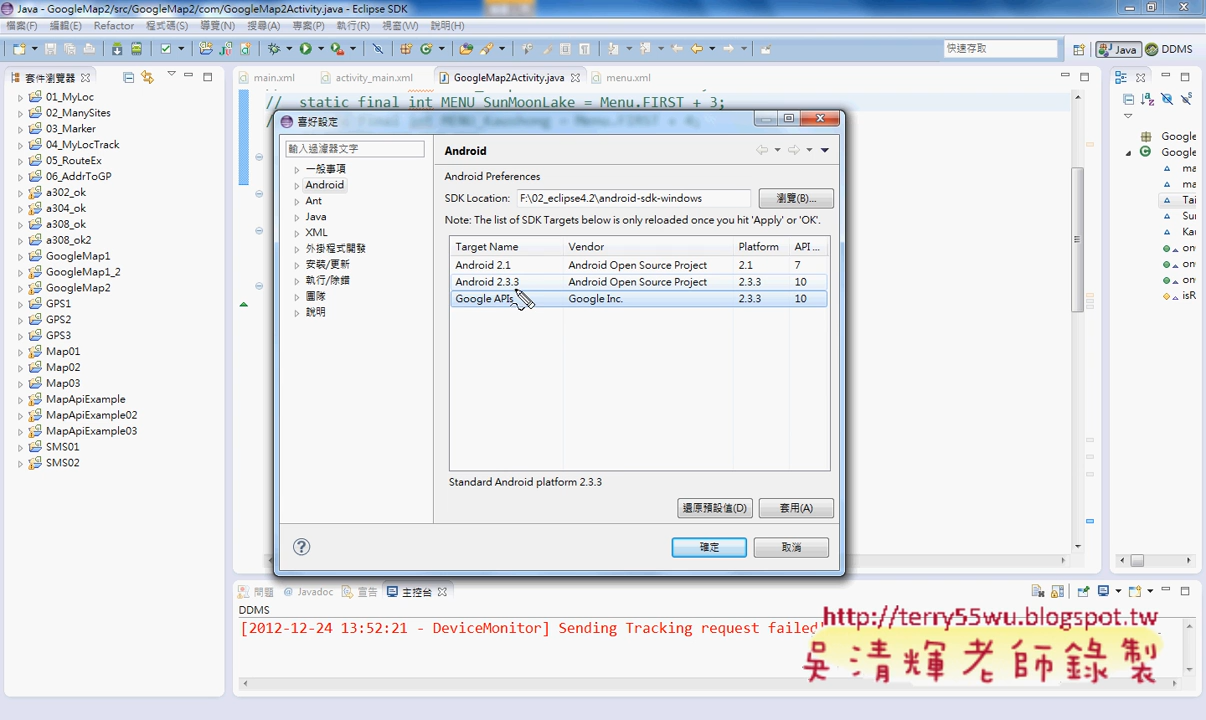 Java - GoogleMap2/src/GoogleMap2/com/GoogleMap2Activity.java - Eclipse SDK
檔案(F) 編輯(E) Refactor 程式碼(S) 導覽(N) 搜尋(A) 專案(P) 執行(R) 視窗(W) 說明(H)
快速存取
Java
DDMS
套件瀏覽器
01_MyLoc
02_ManySites
03_Marker
04_MyLocTrack
05_RouteEx
06_AddrToGP
a302_ok
a304_ok
a308_ok
a308_ok2
GoogleMap1
GoogleMap1_2
GoogleMap2
GPS1
GPS2
GPS3
Map01
Map02
Map03
MapApiExample
MapApiExample02
MapApiExample03
SMS01
SMS02
main.xml
activity_main.xml
GoogleMap2Activity.java
menu.xml
// static final int MENU_SunMoonLake = Menu.FIRST + 3;
喜好設定
輸入過濾器文字
一般事項
Android
Ant
Java
XML
外掛程式開發
安裝/更新
執行/除錯
團隊
說明
Android
Android Preferences
SDK Location: F:\02_eclipse4.2\android-sdk-windows 瀏覽(B)...
Note: The list of SDK Targets below is only reloaded once you hit 'Apply' or 'OK'.
Target Name Vendor Platform API ...
Android 2.1 Android Open Source Project 2.1 7
Android 2.3.3 Android Open Source Project 2.3.3 10
Google APIs Google Inc. 2.3.3 10
Standard Android platform 2.3.3
還原預設值(D) 套用(A)
確定 取消
Google
Google
ma
ma
Tai
Su
Ka
on
on
on
isR
問題 @ Javadoc 宣告 主控台
DDMS
[2012-12-24 13:52:21 - DeviceMonitor] Sending Tracking request failed!
http://terry55wu.blogspot.tw
吳清輝老師錄製